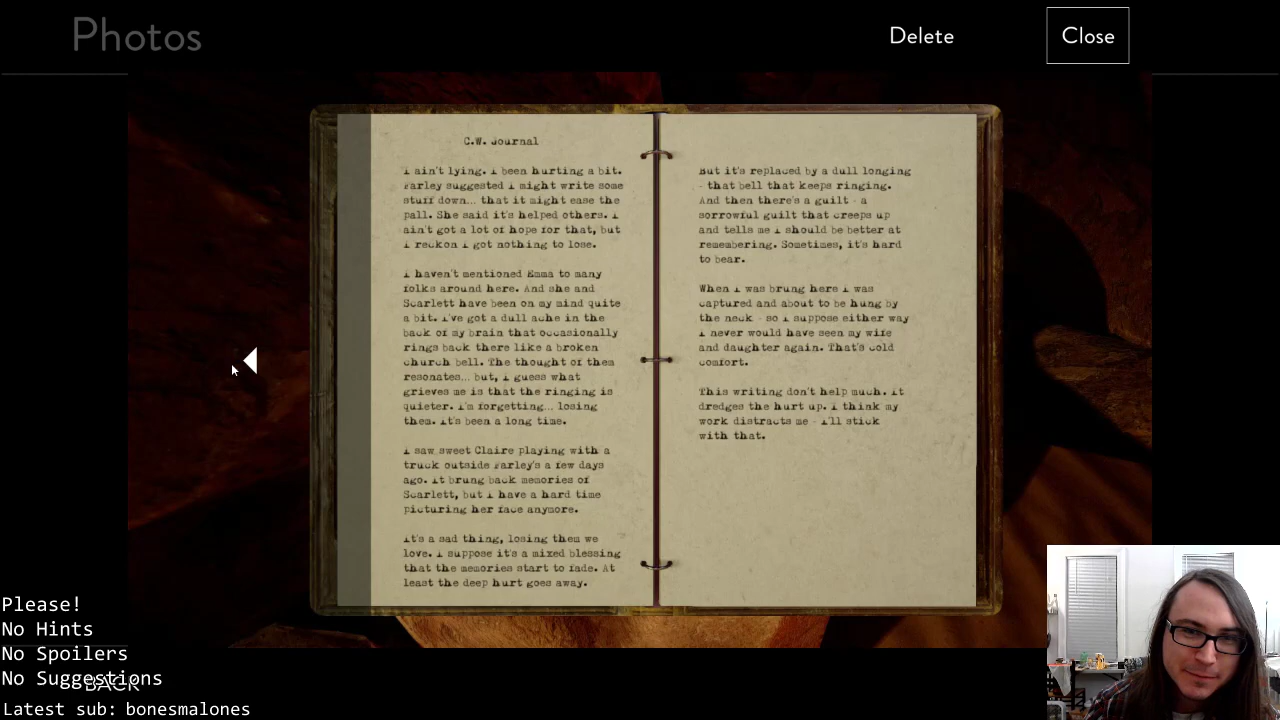 Photos
Delete
Close
C.W. Journal
I ain't lying. I been hurting a bit.
Farley suggested I might write some
stuff down... that it might ease the
pall. She said it's helped others. I
ain't got a lot of hope for that, but
I reckon I got nothing to lose.
I haven't mentioned Emma to many
folks around here. And she and
Scarlett have been on my mind quite
a bit. I've got a dull ache in the
back of my brain that occasionally
rings back there like a broken
church bell. The thought of them
resonates... but, I guess what
grieves me is that the ringing is
quieter. I'm forgetting... losing
them. It's been a long time.
I saw sweet Claire playing with a
truck outside Farley's a few days
ago. It brung back memories of
Scarlett, but I have a hard time
picturing her face anymore.
It's a sad thing, losing them we
love. I suppose it's a mixed blessing
that the memories start to fade. At
least the deep hurt goes away.
But it's replaced by a dull longing
- that bell that keeps ringing.
And then there's a guilt - a
sorrowful guilt that creeps up
and tells me I should be better at
remembering. Sometimes, it's hard
to bear.
When I was brung here I was
captured and about to be hung by
the neck - so I suppose either way
I never would have seen my wife
and daughter again. That's cold
comfort.
This writing don't help much. It
dredges the hurt up. I think my
work distracts me - I'll stick
with that.
Please!
No Hints
No Spoilers
No Suggestions
BACK
Latest sub: bonesmalones